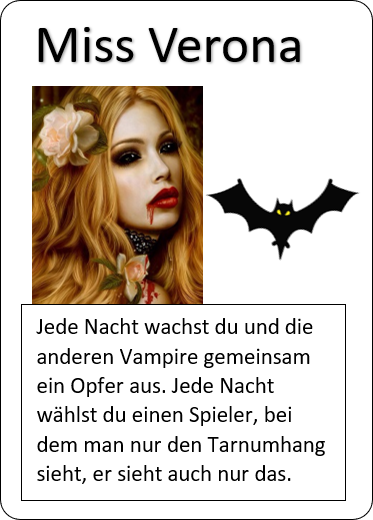 Miss Verona
Jede Nacht wachst du und die
anderen Vampire gemeinsam
ein Opfer aus. Jede Nacht
wählst du einen Spieler, bei
dem man nur den Tarnumhang
sieht, er sieht auch nur das.